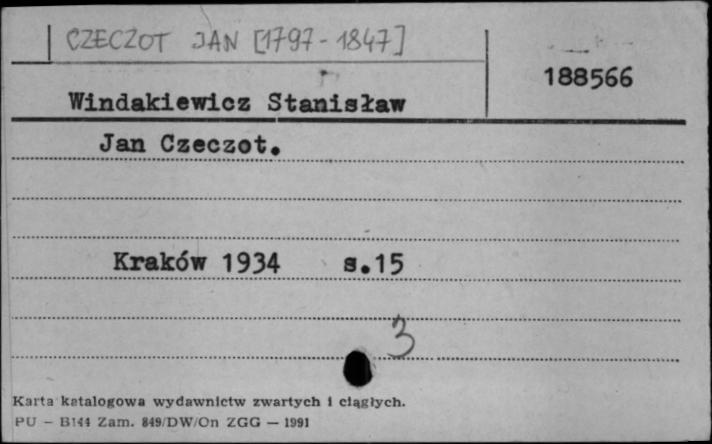 CZECZOT JAN [1797-1847]
188566
Windakiewicz Stanisław
Jan Czeczot.
Kraków 1934 s.15
3
Karta katalogowa wydawnictw zwartych i ciągłych.
PU - B144 Zam. 849/DW/On ZGG — 1991